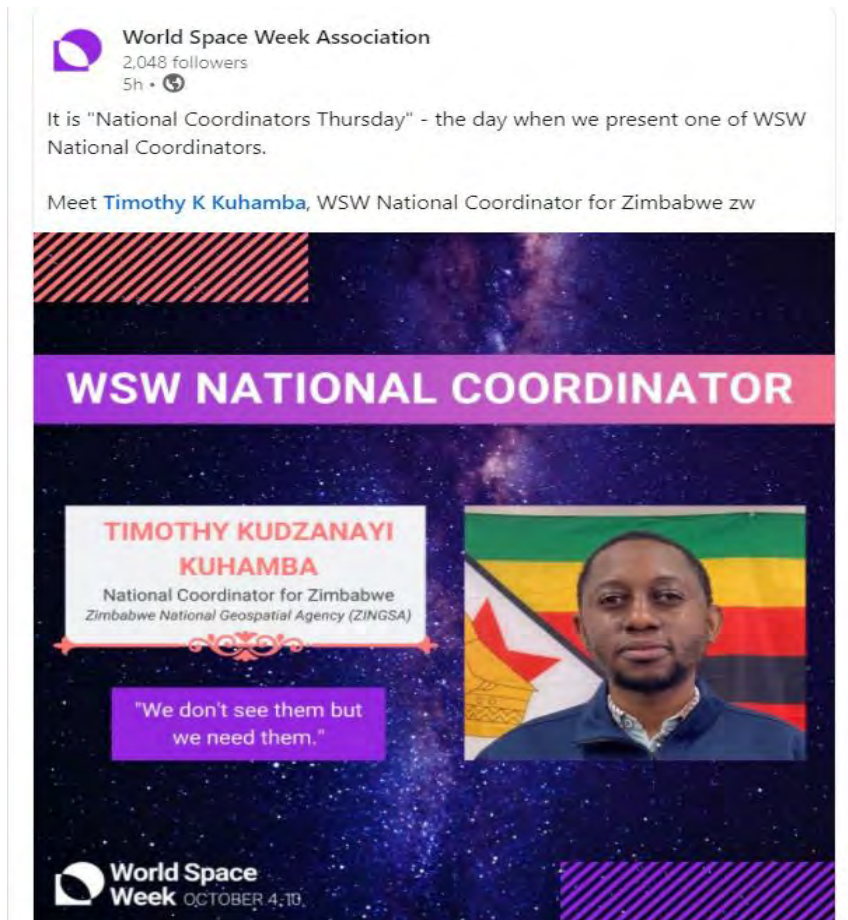 World Space Week Association
2,048 followers
5h •
It is "National Coordinators Thursday" - the day when we present one of WSW
National Coordinators.
Meet Timothy K Kuhamba, WSW National Coordinator for Zimbabwe zw
WSW NATIONAL COORDINATOR
TIMOTHY KUDZANAYI
KUHAMBA
National Coordinator for Zimbabwe
Zimbabwe National Geospatial Agency (ZINGSA)
"We don't see them but
we need them."
World Space
Week OCTOBER 4-10